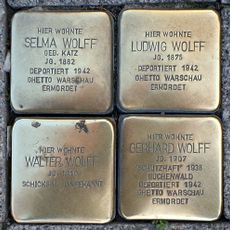 HIER WOHNTE
SELMA WOLFF
GEB. KATZ
JG. 1882
DEPORTIERT 1942
GHETTO WARSCHAU
ERMORDET
HIER WOHNTE
LUDWIG WOLFF
JG. 1875
DEPORTIERT 1942
GHETTO WARSCHAU
ERMORDET
HIER WOHNTE
WALTER WOLFF
JG.
SCHICKSAL UNBEKANNT
HIER WOHNTE
GERHARD WOLFF
JG. 1907
"SCHUTZHAFT" 1938
BUCHENWALD
DEPORTIERT 1942
GHETTO WARSCHAU
ERMORDET